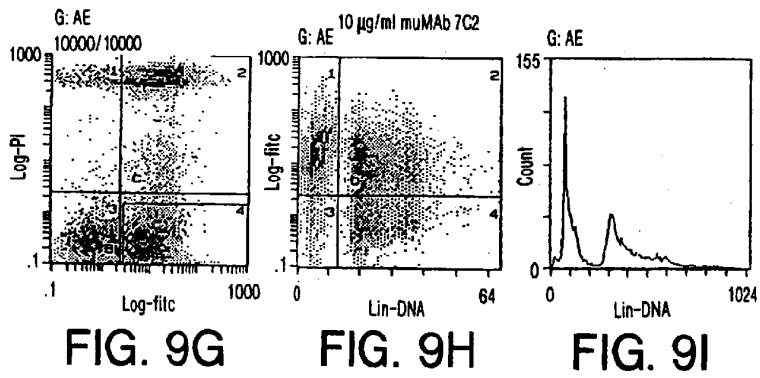 G: AE
10000/10000
1000
Log-PI
.1
.1
Log-fitc
1000
1
2
C
3
4
FIG. 9G
10 µg/ml muMAb 7C2
G: AE
1000
Log-fitc
.1
0
Lin-DNA
64
1
2
3
4
FIG. 9H
G: AE
155
Count
0
0
Lin-DNA
1024
FIG. 9I